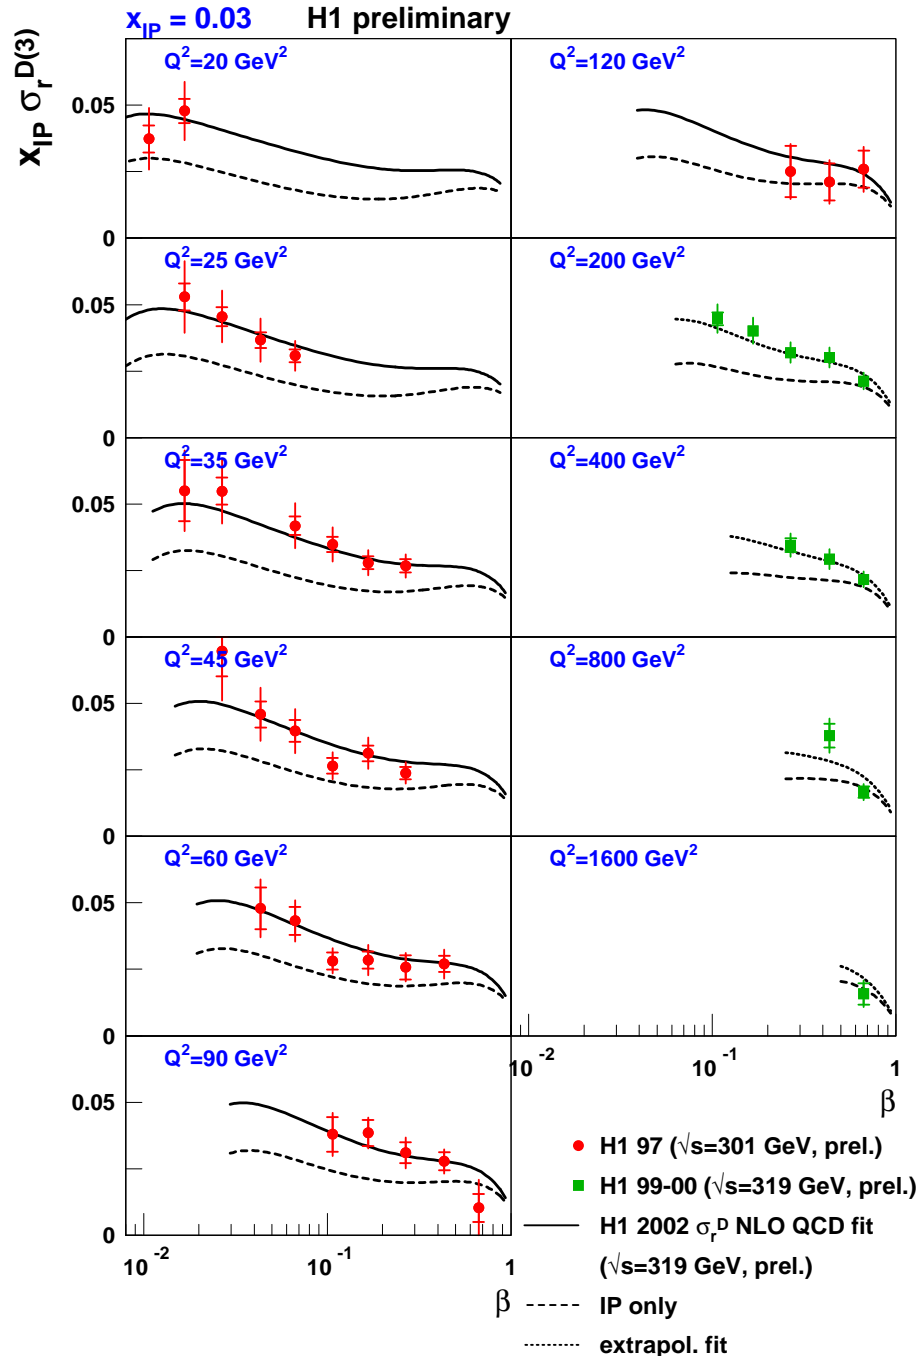 x_IP = 0.03 H1 preliminary
x_IP σ_r^D(3)
Q²=20 GeV²
Q²=120 GeV²
0.05
0
Q²=25 GeV²
Q²=200 GeV²
0.05
0
Q²=35 GeV²
Q²=400 GeV²
0.05
0
Q²=45 GeV²
Q²=800 GeV²
0.05
0
Q²=60 GeV²
Q²=1600 GeV²
0.05
0
10^-2 10^-1 1
β
Q²=90 GeV²
0.05
0
10^-2 10^-1 1
β
H1 97 (√s=301 GeV, prel.)
H1 99-00 (√s=319 GeV, prel.)
H1 2002 σ_r^D NLO QCD fit
(√s=319 GeV, prel.)
IP only
extrapol. fit